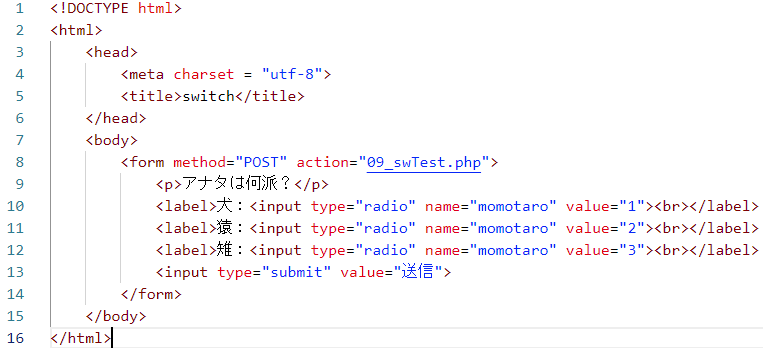 1 <!DOCTYPE html>
2 <html>
3 <head>
4 <meta charset = "utf-8">
5 <title>switch</title>
6 </head>
7 <body>
8 <form method="POST" action="09_swTest.php">
9 <p>アナタは何派？</p>
10 <label>犬：<input type="radio" name="momotaro" value="1"><br></label>
11 <label>猿：<input type="radio" name="momotaro" value="2"><br></label>
12 <label>雉：<input type="radio" name="momotaro" value="3"><br></label>
13 <input type="submit" value="送信">
14 </form>
15 </body>
16 </html>